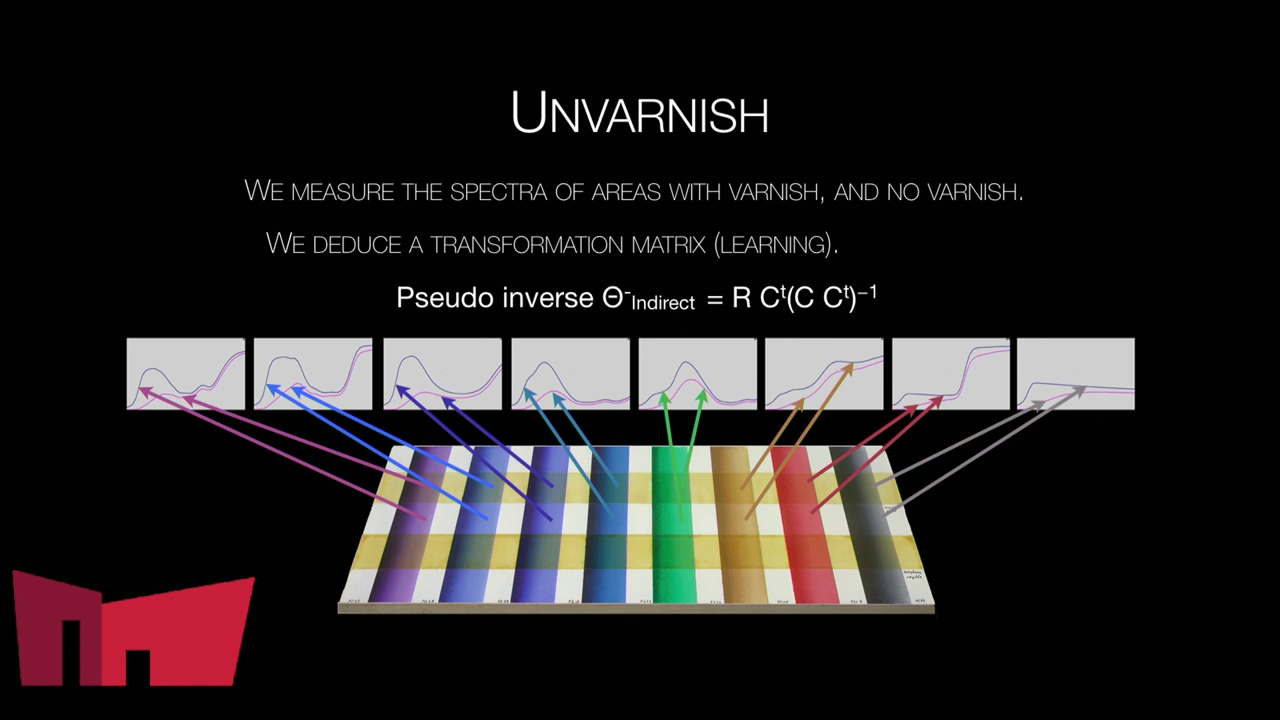 UNVARNISH
WE MEASURE THE SPECTRA OF AREAS WITH VARNISH, AND NO VARNISH.
WE DEDUCE A TRANSFORMATION MATRIX (LEARNING).
Pseudo inverse Θ⁻Indirect = R Cᵗ(C Cᵗ)⁻¹